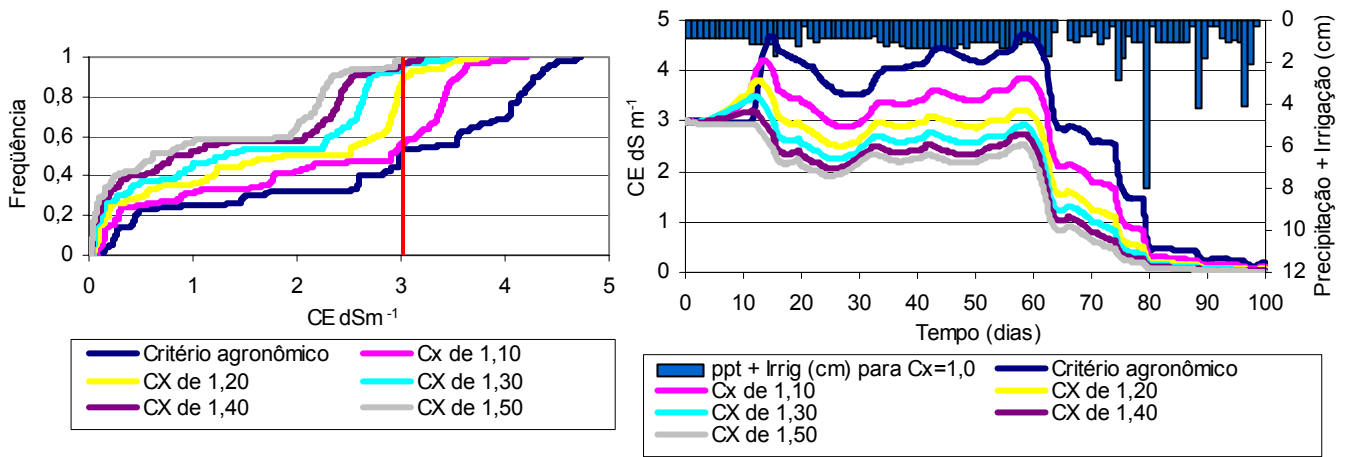 Freqüência
1
0,8
0,6
0,4
0,2
0
0
1
2
3
4
5
CE dSm⁻¹
Critério agronômico
Cx de 1,10
CX de 1,20
CX de 1,30
CX de 1,40
CX de 1,50
CE dS m⁻¹
5
4
3
2
1
0
0
2
4
6
8
10
12
Precipitação + Irrigação (cm)
0
10
20
30
40
50
60
70
80
90
100
Tempo (dias)
ppt + Irrig (cm) para Cx=1,0
Critério agronômico
Cx de 1,10
CX de 1,20
CX de 1,30
CX de 1,40
CX de 1,50